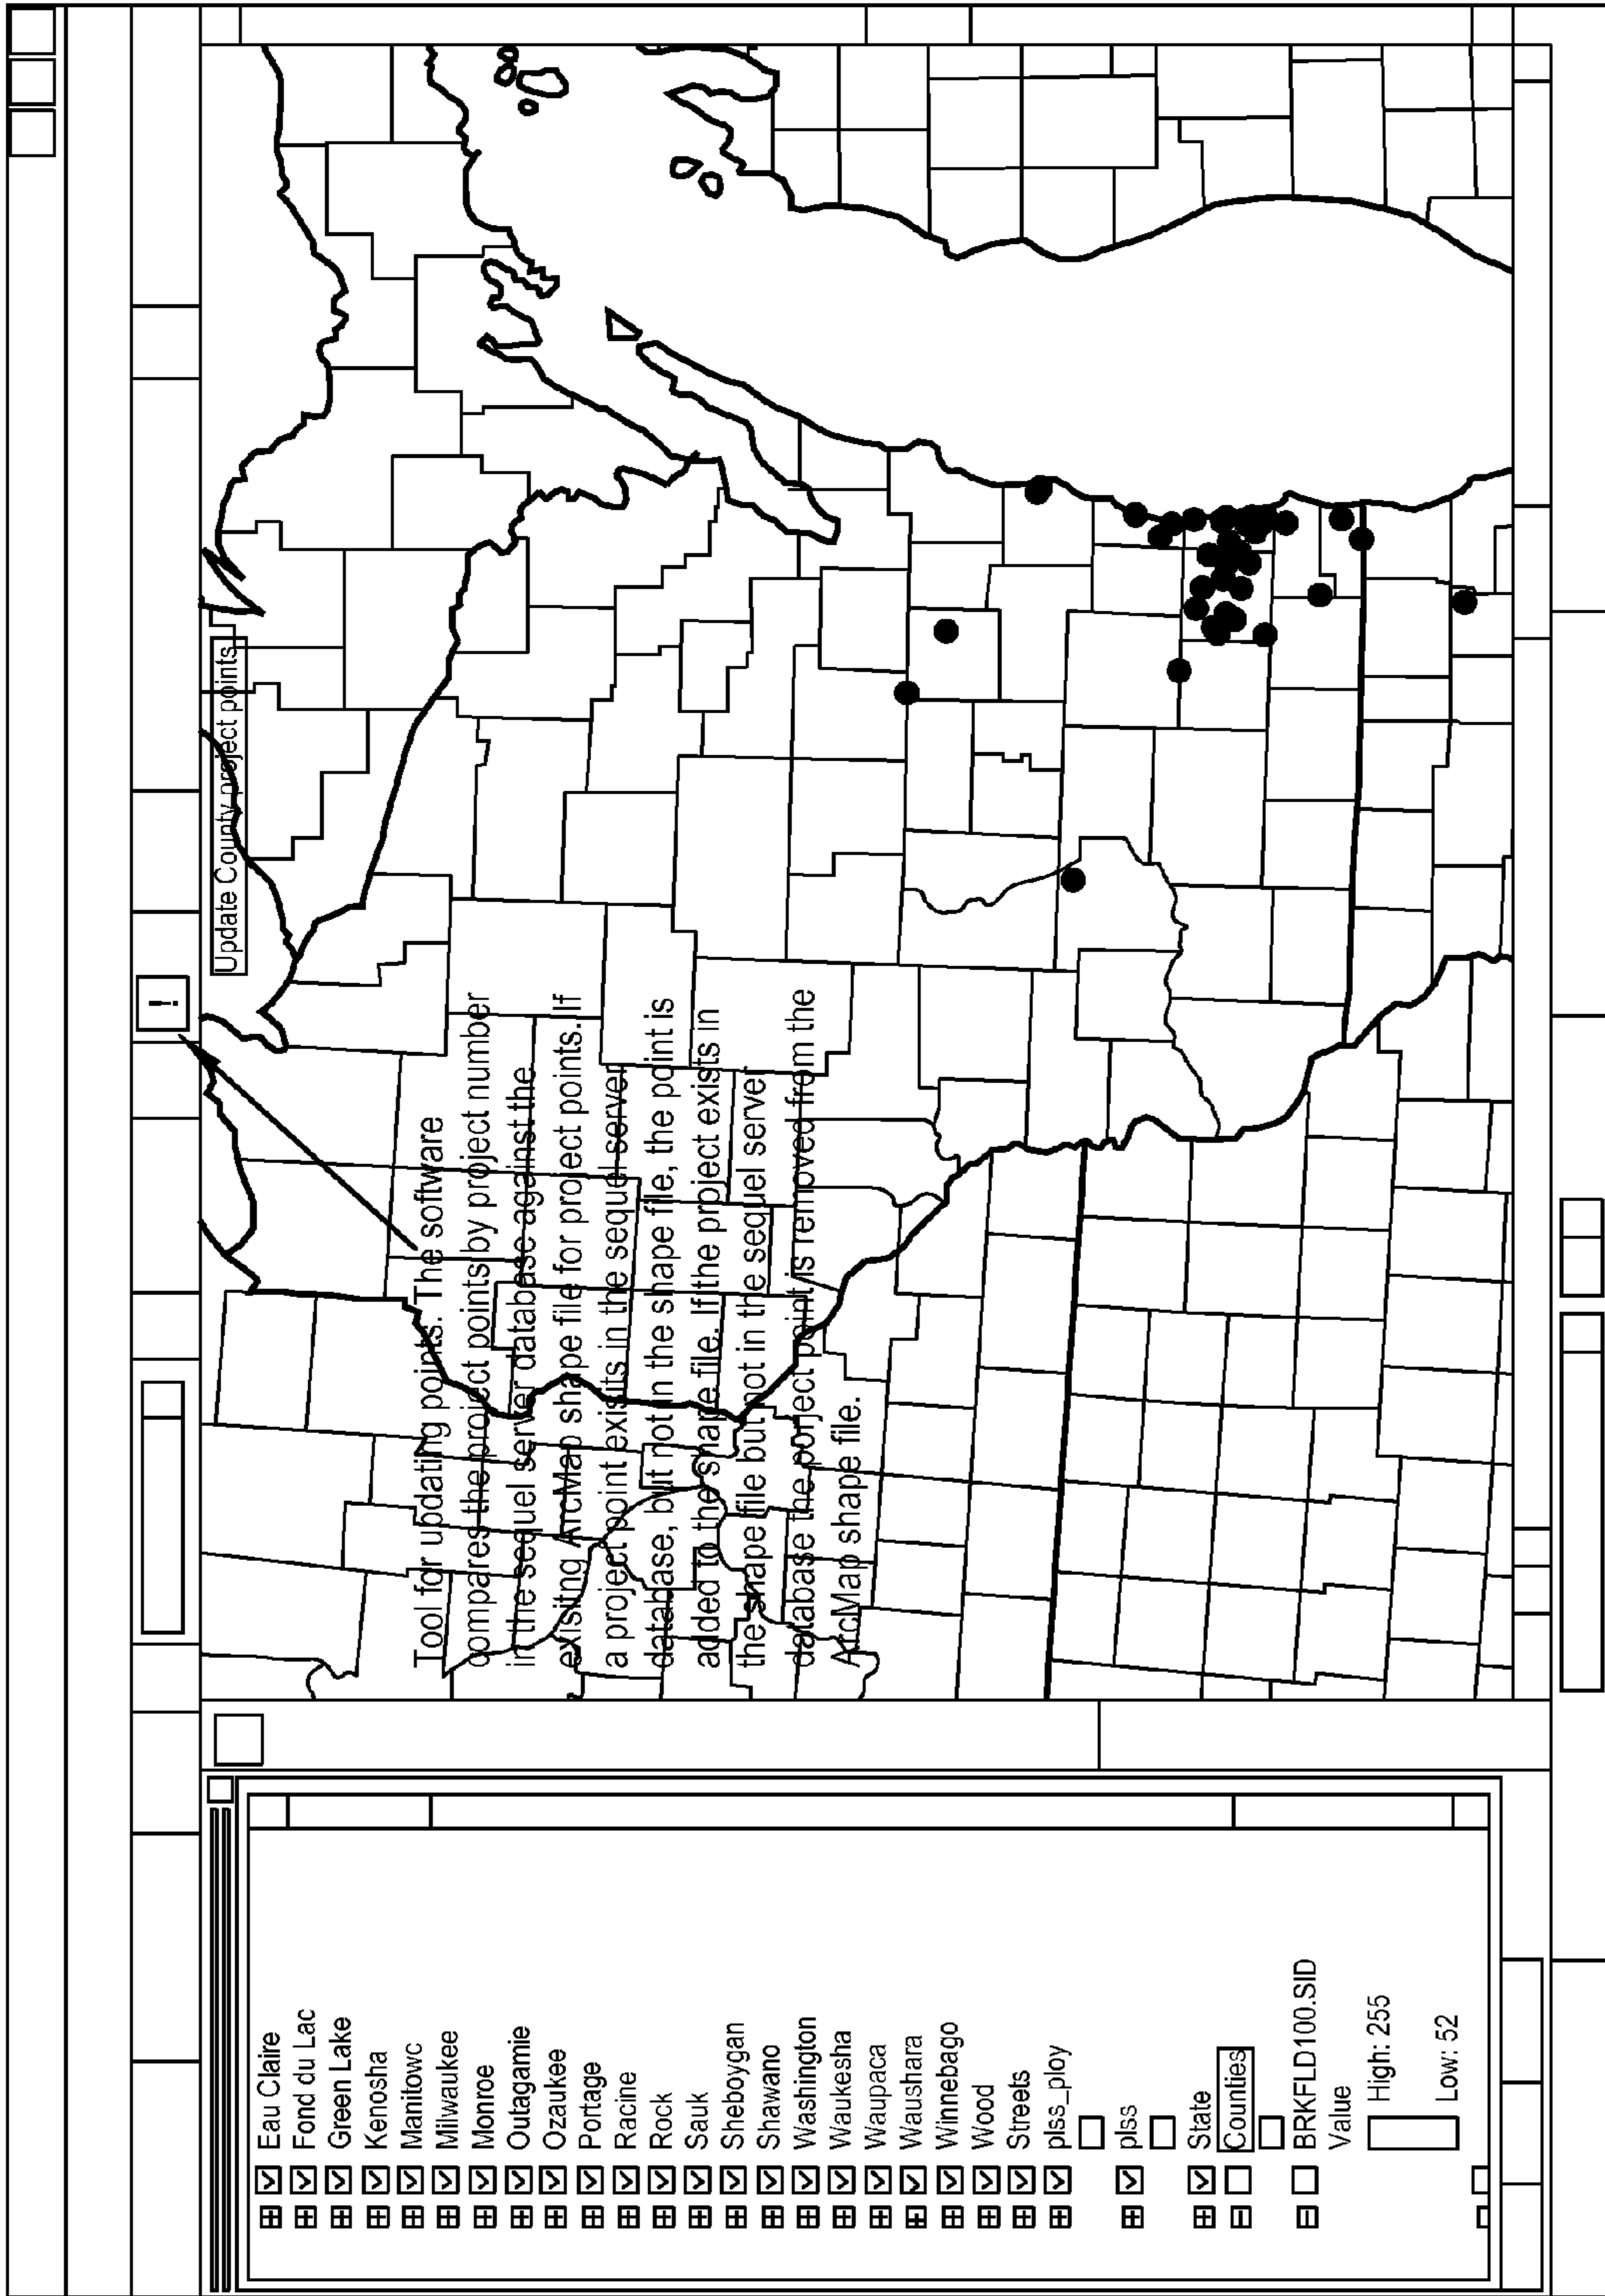 !
Update County project points
Tool for updating points. The software
compares the project points by project number
in the sequel server database against the
exisitng ArcMap shape file for project points. If
a project point exisits in the sequel server
database, but not in the shape file, the point is
added to the shape file. If the project exists in
the shape file but not in the sequel server
database the porject point is removed from the
ArcMap shape file.
Eau Claire
Fond du Lac
Green Lake
Kenosha
Manitowc
Milwaukee
Monroe
Outagamie
Ozaukee
Portage
Racine
Rock
Sauk
Sheboygan
Shawano
Washington
Waukesha
Waupaca
Waushara
Winnebago
Wood
Streets
plss_ploy
plss
State
Counties
BRKFLD100.SID
Value
High: 255
Low: 52